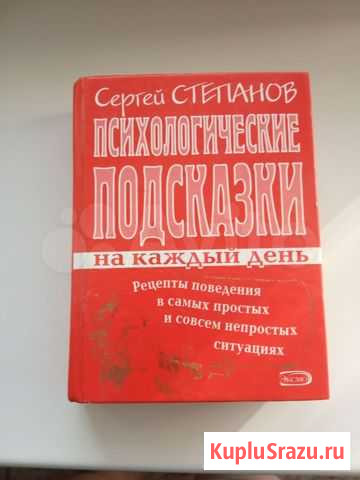 Сергей СТЕПАНОВ
ПСИХОЛОГИЧЕСКИЕ
ПОДСКАЗКИ
на каждый день
Рецепты поведения
в самых простых
и совсем непростых
ситуациях
ЭКСМО
KupluSrazu.ru